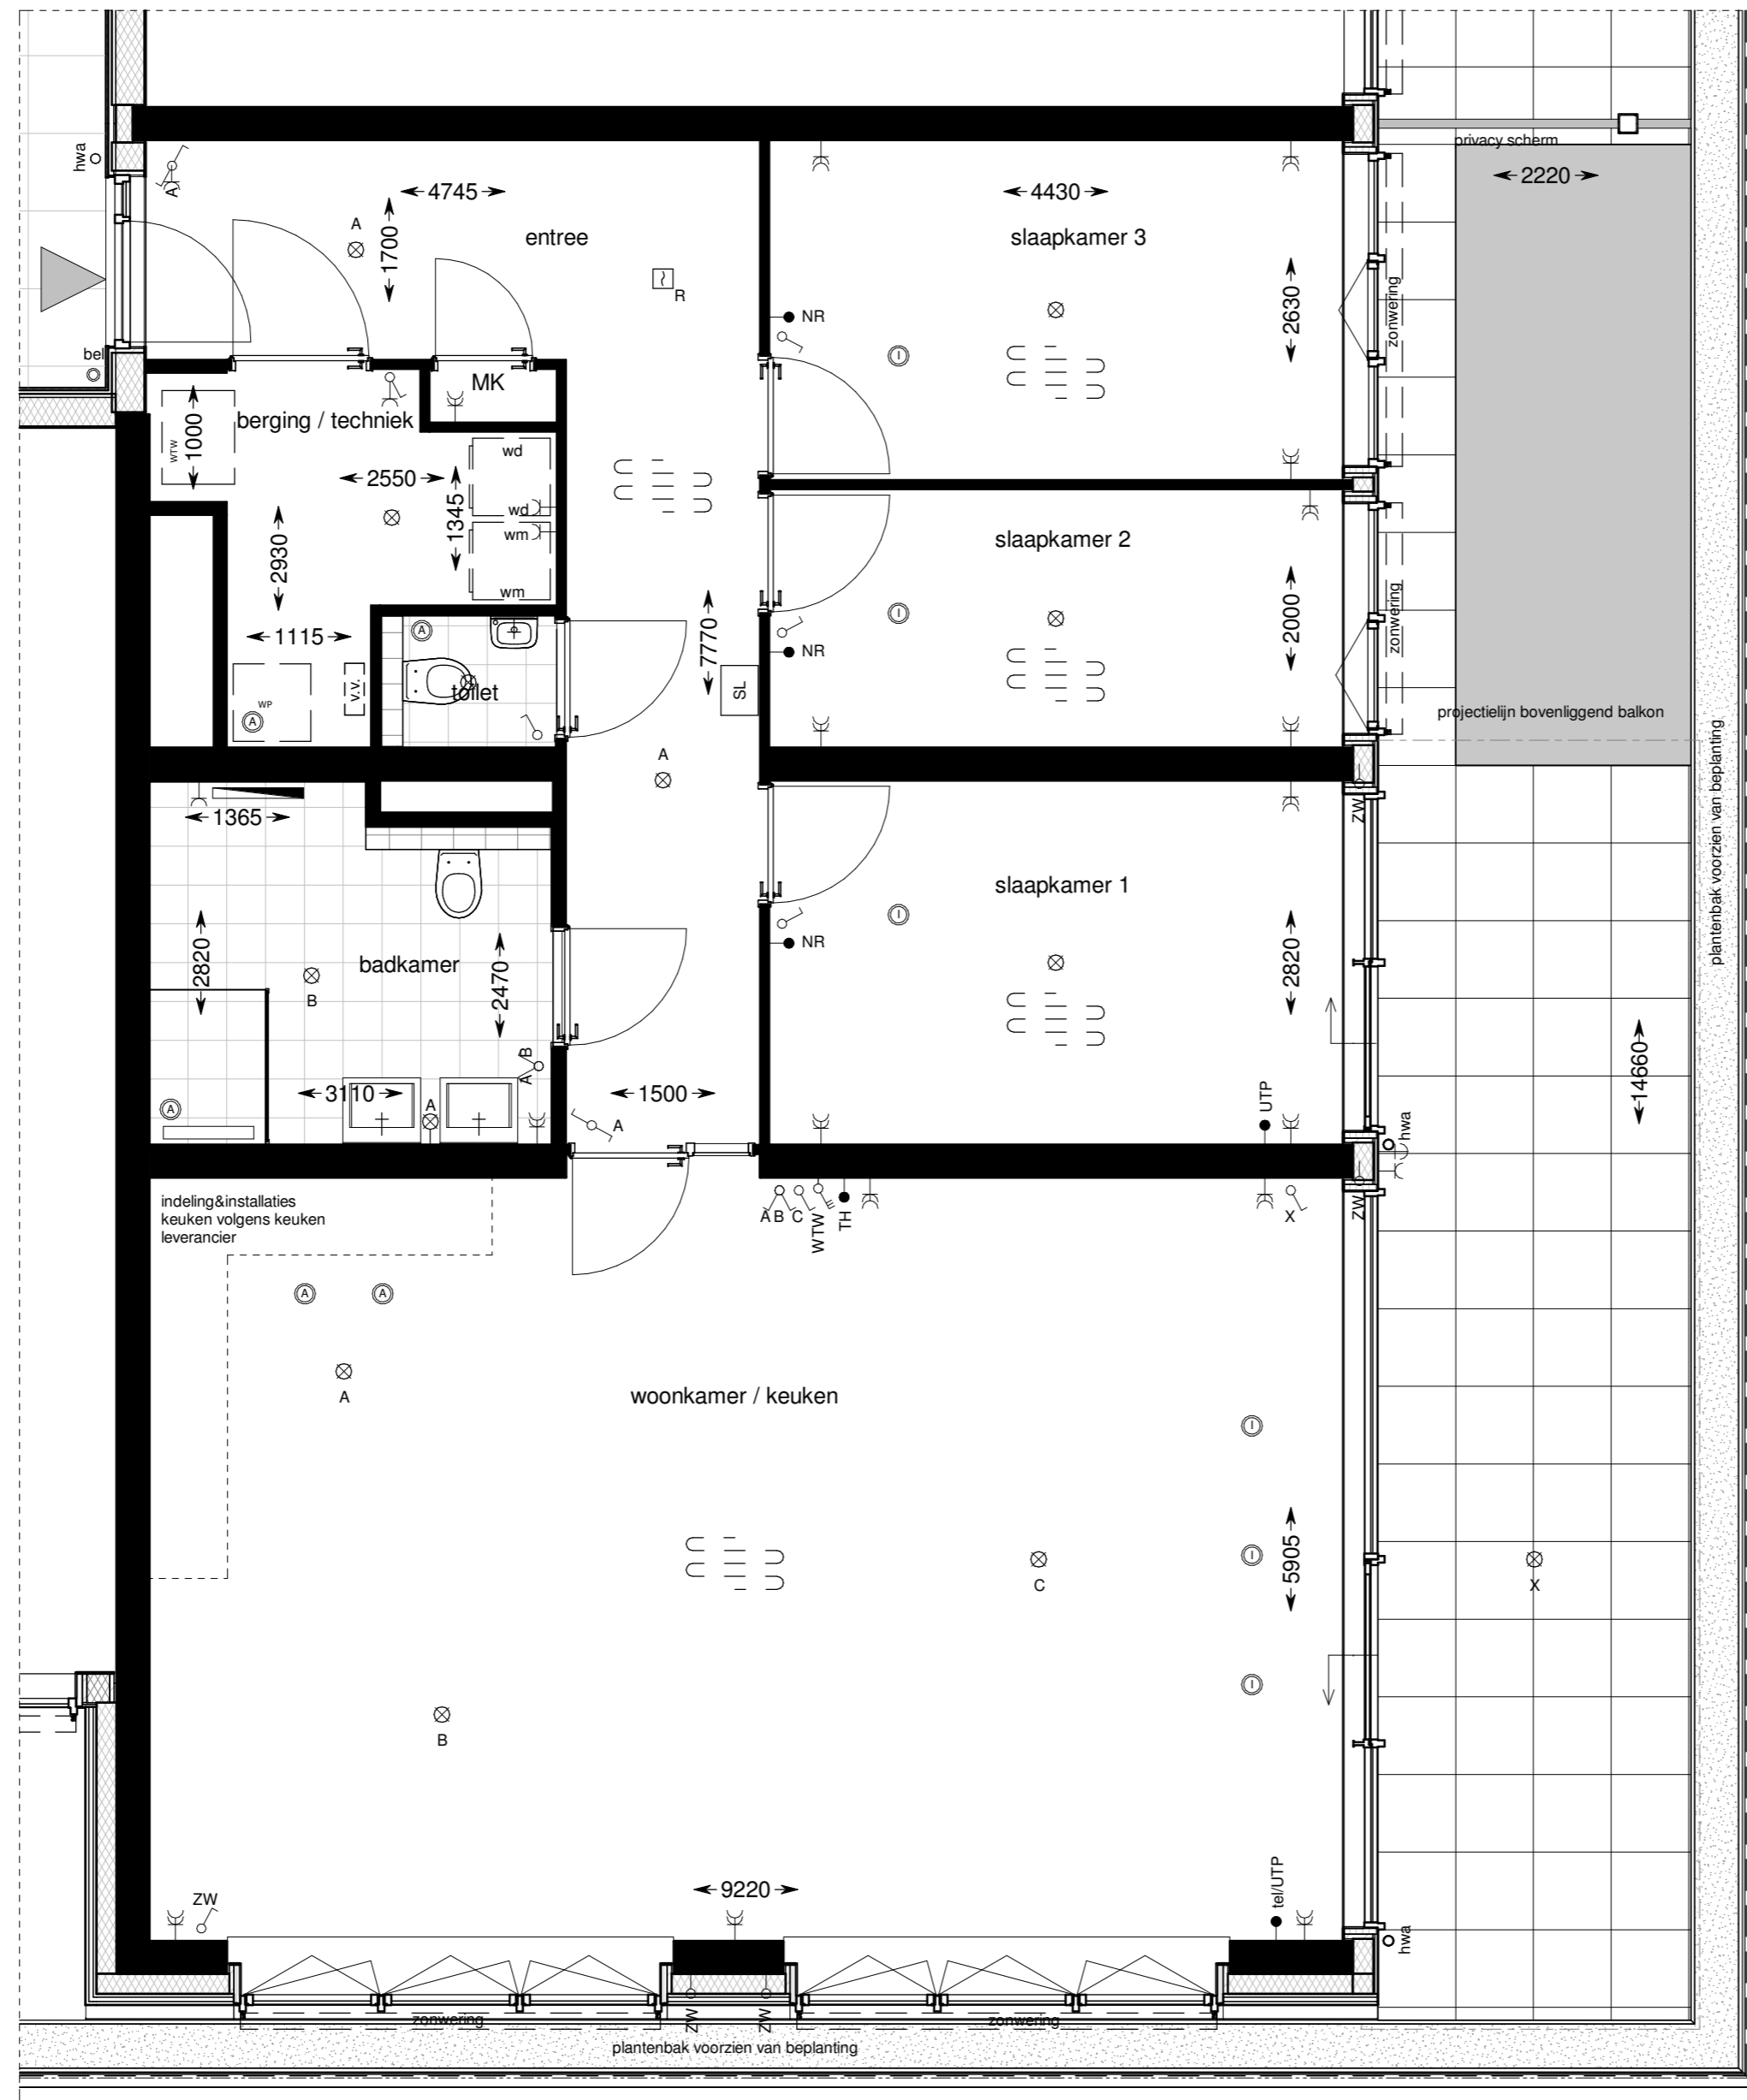 privacy scherm
hwa
A
4745
4430
2220
A
1700
entree
slaapkamer 3
R
2630
zonwering
NR
I
bel
MK
WTW
1000
berging / techniek
wd
2550
1345
wd
wm
wm
2930
slaapkamer 2
I
2000
zonwering
1115
A
7770
NR
SL
v.v.
toilet
WP
A
projectielijn bovenliggend balkon
plantenbak voorzien van beplanting
A
1365
ZW
slaapkamer 1
I
NR
2820
badkamer
2470
B
2820
14660
A B
3110
A
A
1500
A
UTP
hwa
indeling&installaties
keuken volgens keuken
leverancier
A B C
WTW
TH
X
ZW
A
A
A
woonkamer / keuken
I
5905
I
C
X
I
B
ZW
9220
tel/UTP
hwa
zonwering
ZW
ZW
zonwering
plantenbak voorzien van beplanting